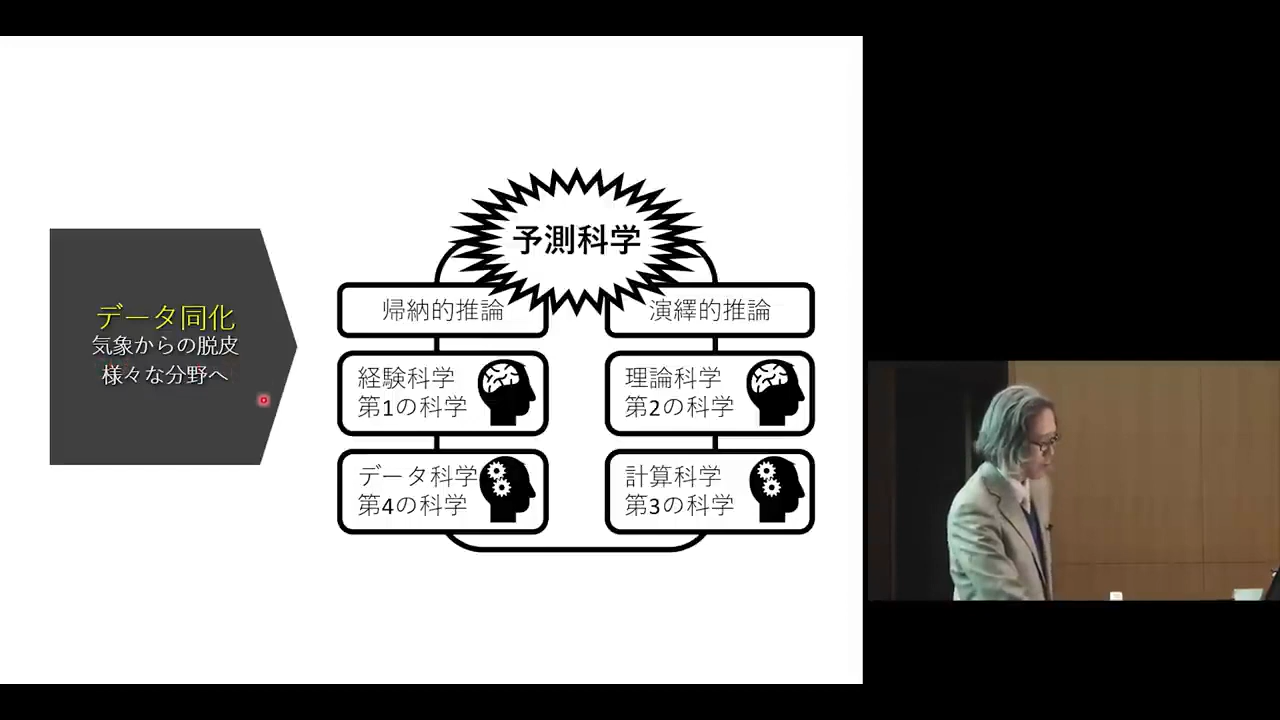 データ同化
気象からの脱皮
様々な分野へ
予測科学
帰納的推論
演繹的推論
経験科学
第1の科学
理論科学
第2の科学
データ科学
第4の科学
計算科学
第3の科学